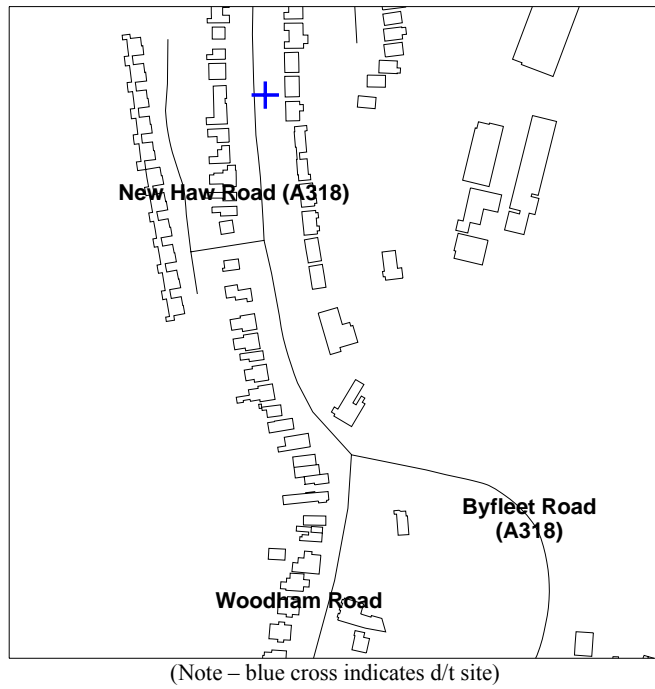 New Haw Road (A318)
Byfleet Road
(A318)
Woodham Road
(Note – blue cross indicates d/t site)